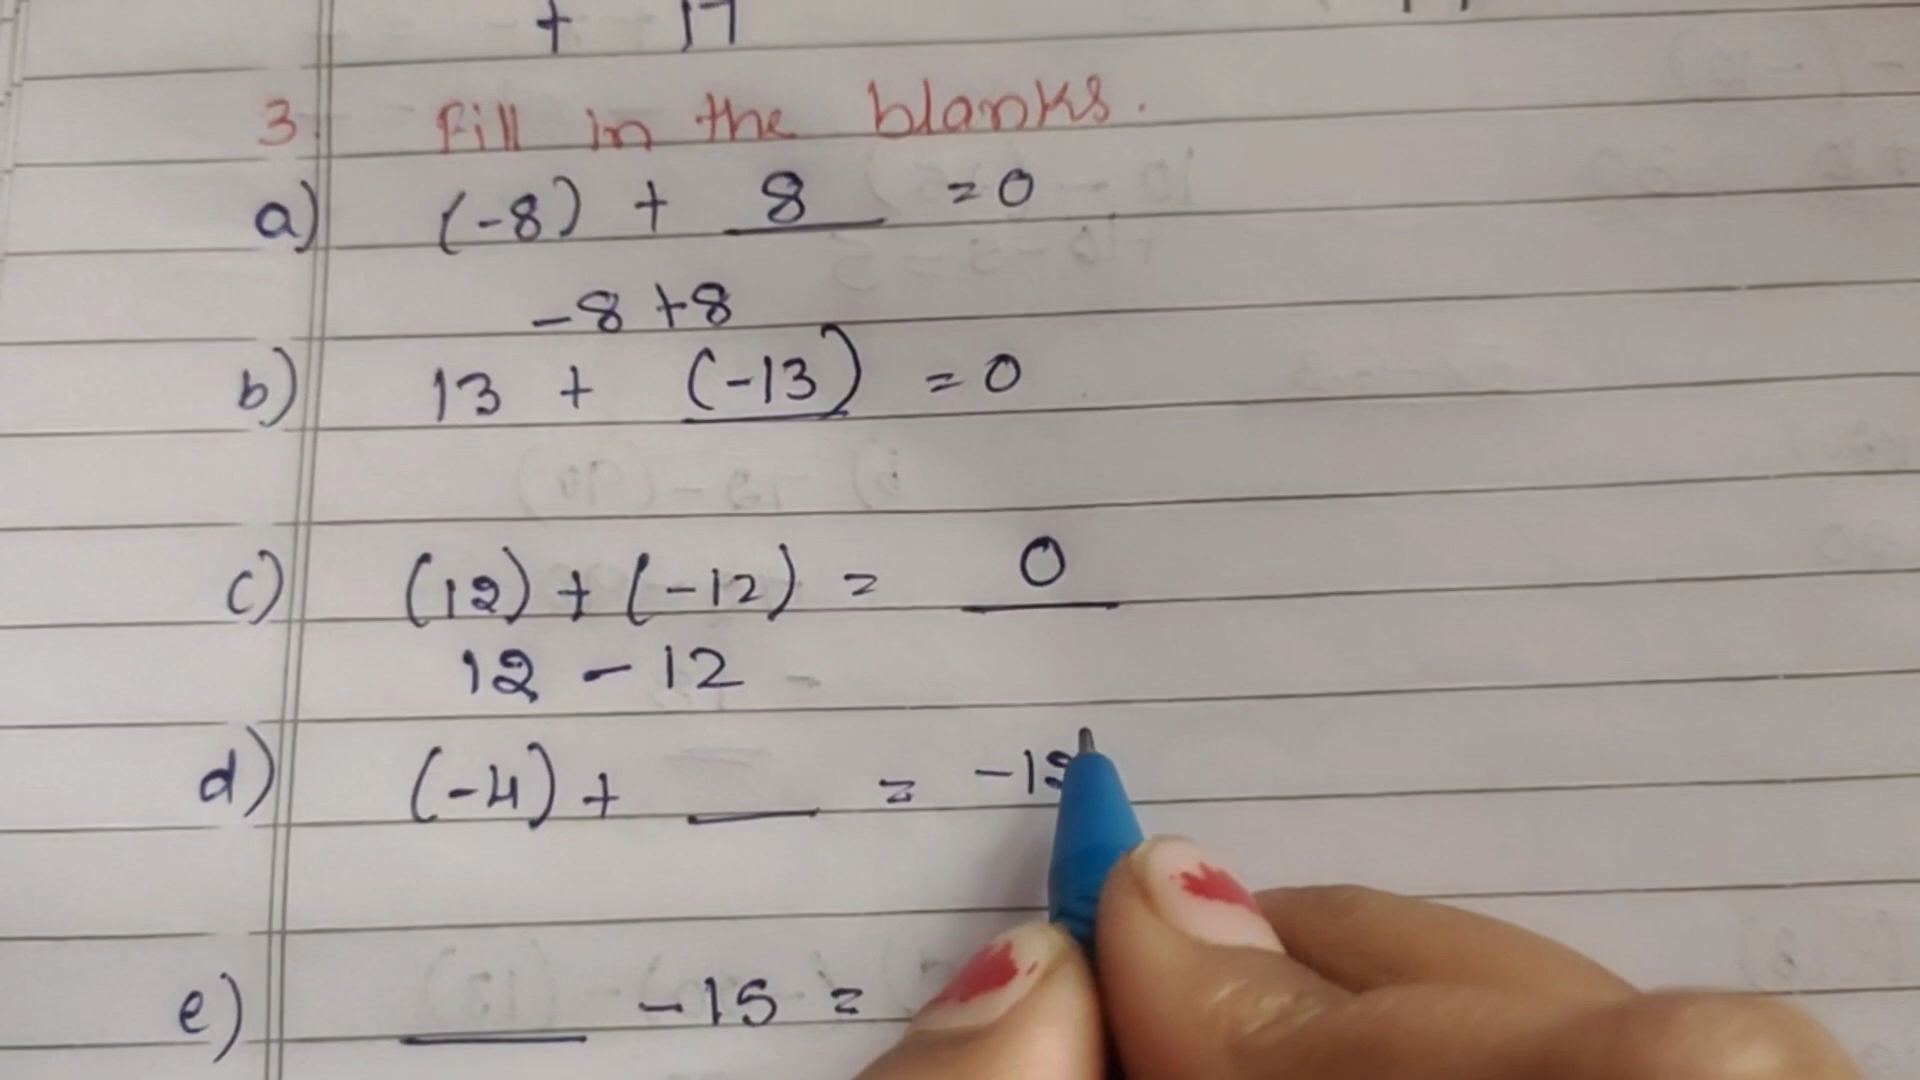 + 17
3. Fill in the blanks.
a) (-8) + 8 = 0
-8 +8
b) 13 + (-13) = 0
c) (12) + (-12) = 0
12 - 12
d) (-4) + ___ = -1
e) ___ -15 =